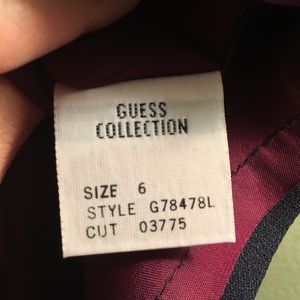 GUESS
COLLECTION
SIZE 6
STYLE G78478L
CUT 03775